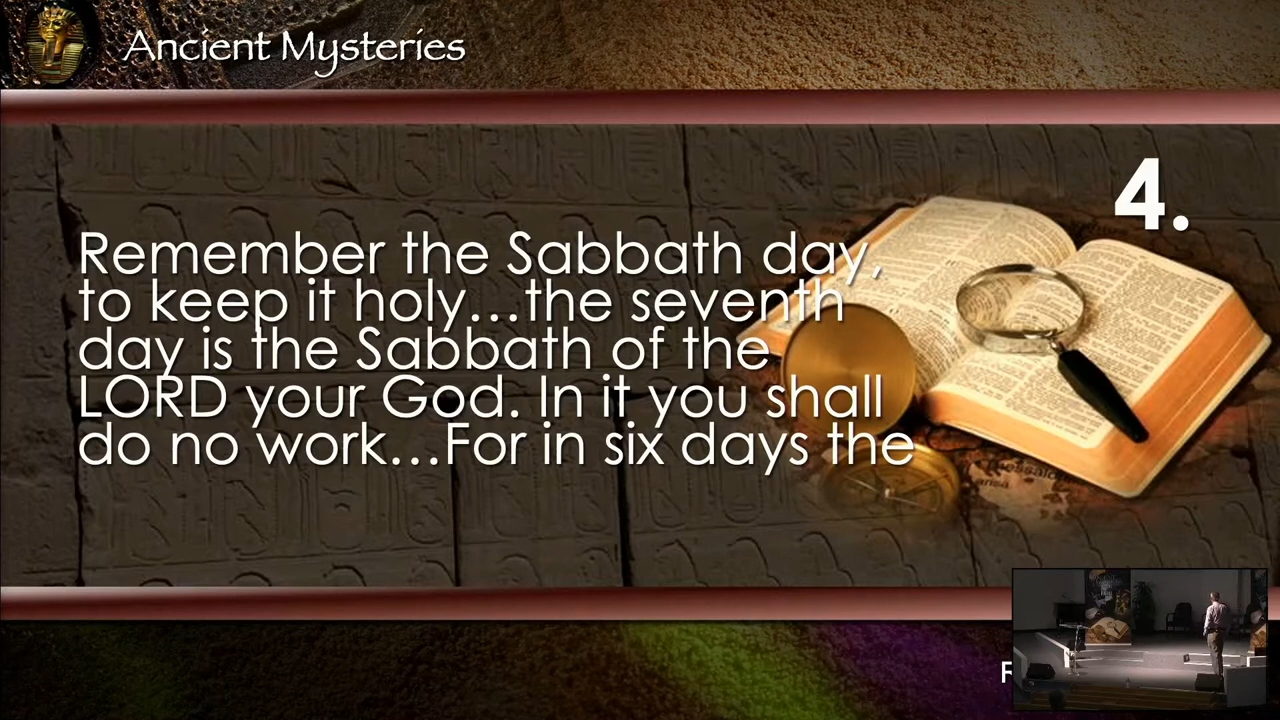 Ancient Mysteries
4.
Remember the Sabbath day,
to keep it holy...the seventh
day is the Sabbath of the
LORD your God. In it you shall
do no work...For in six days the